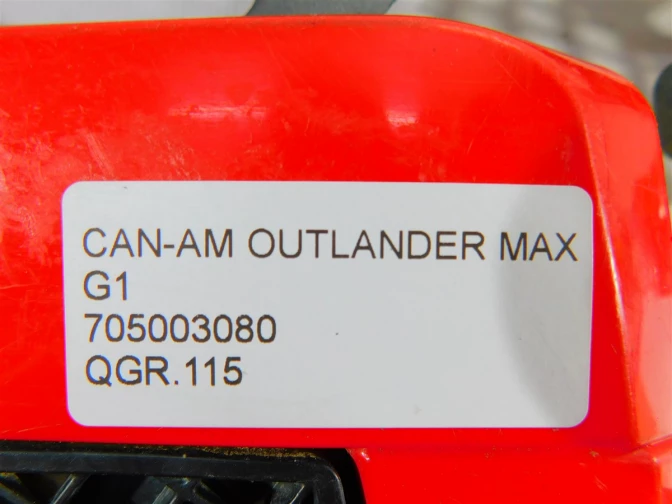 CAN-AM OUTLANDER MAX
G1
705003080
QGR.115